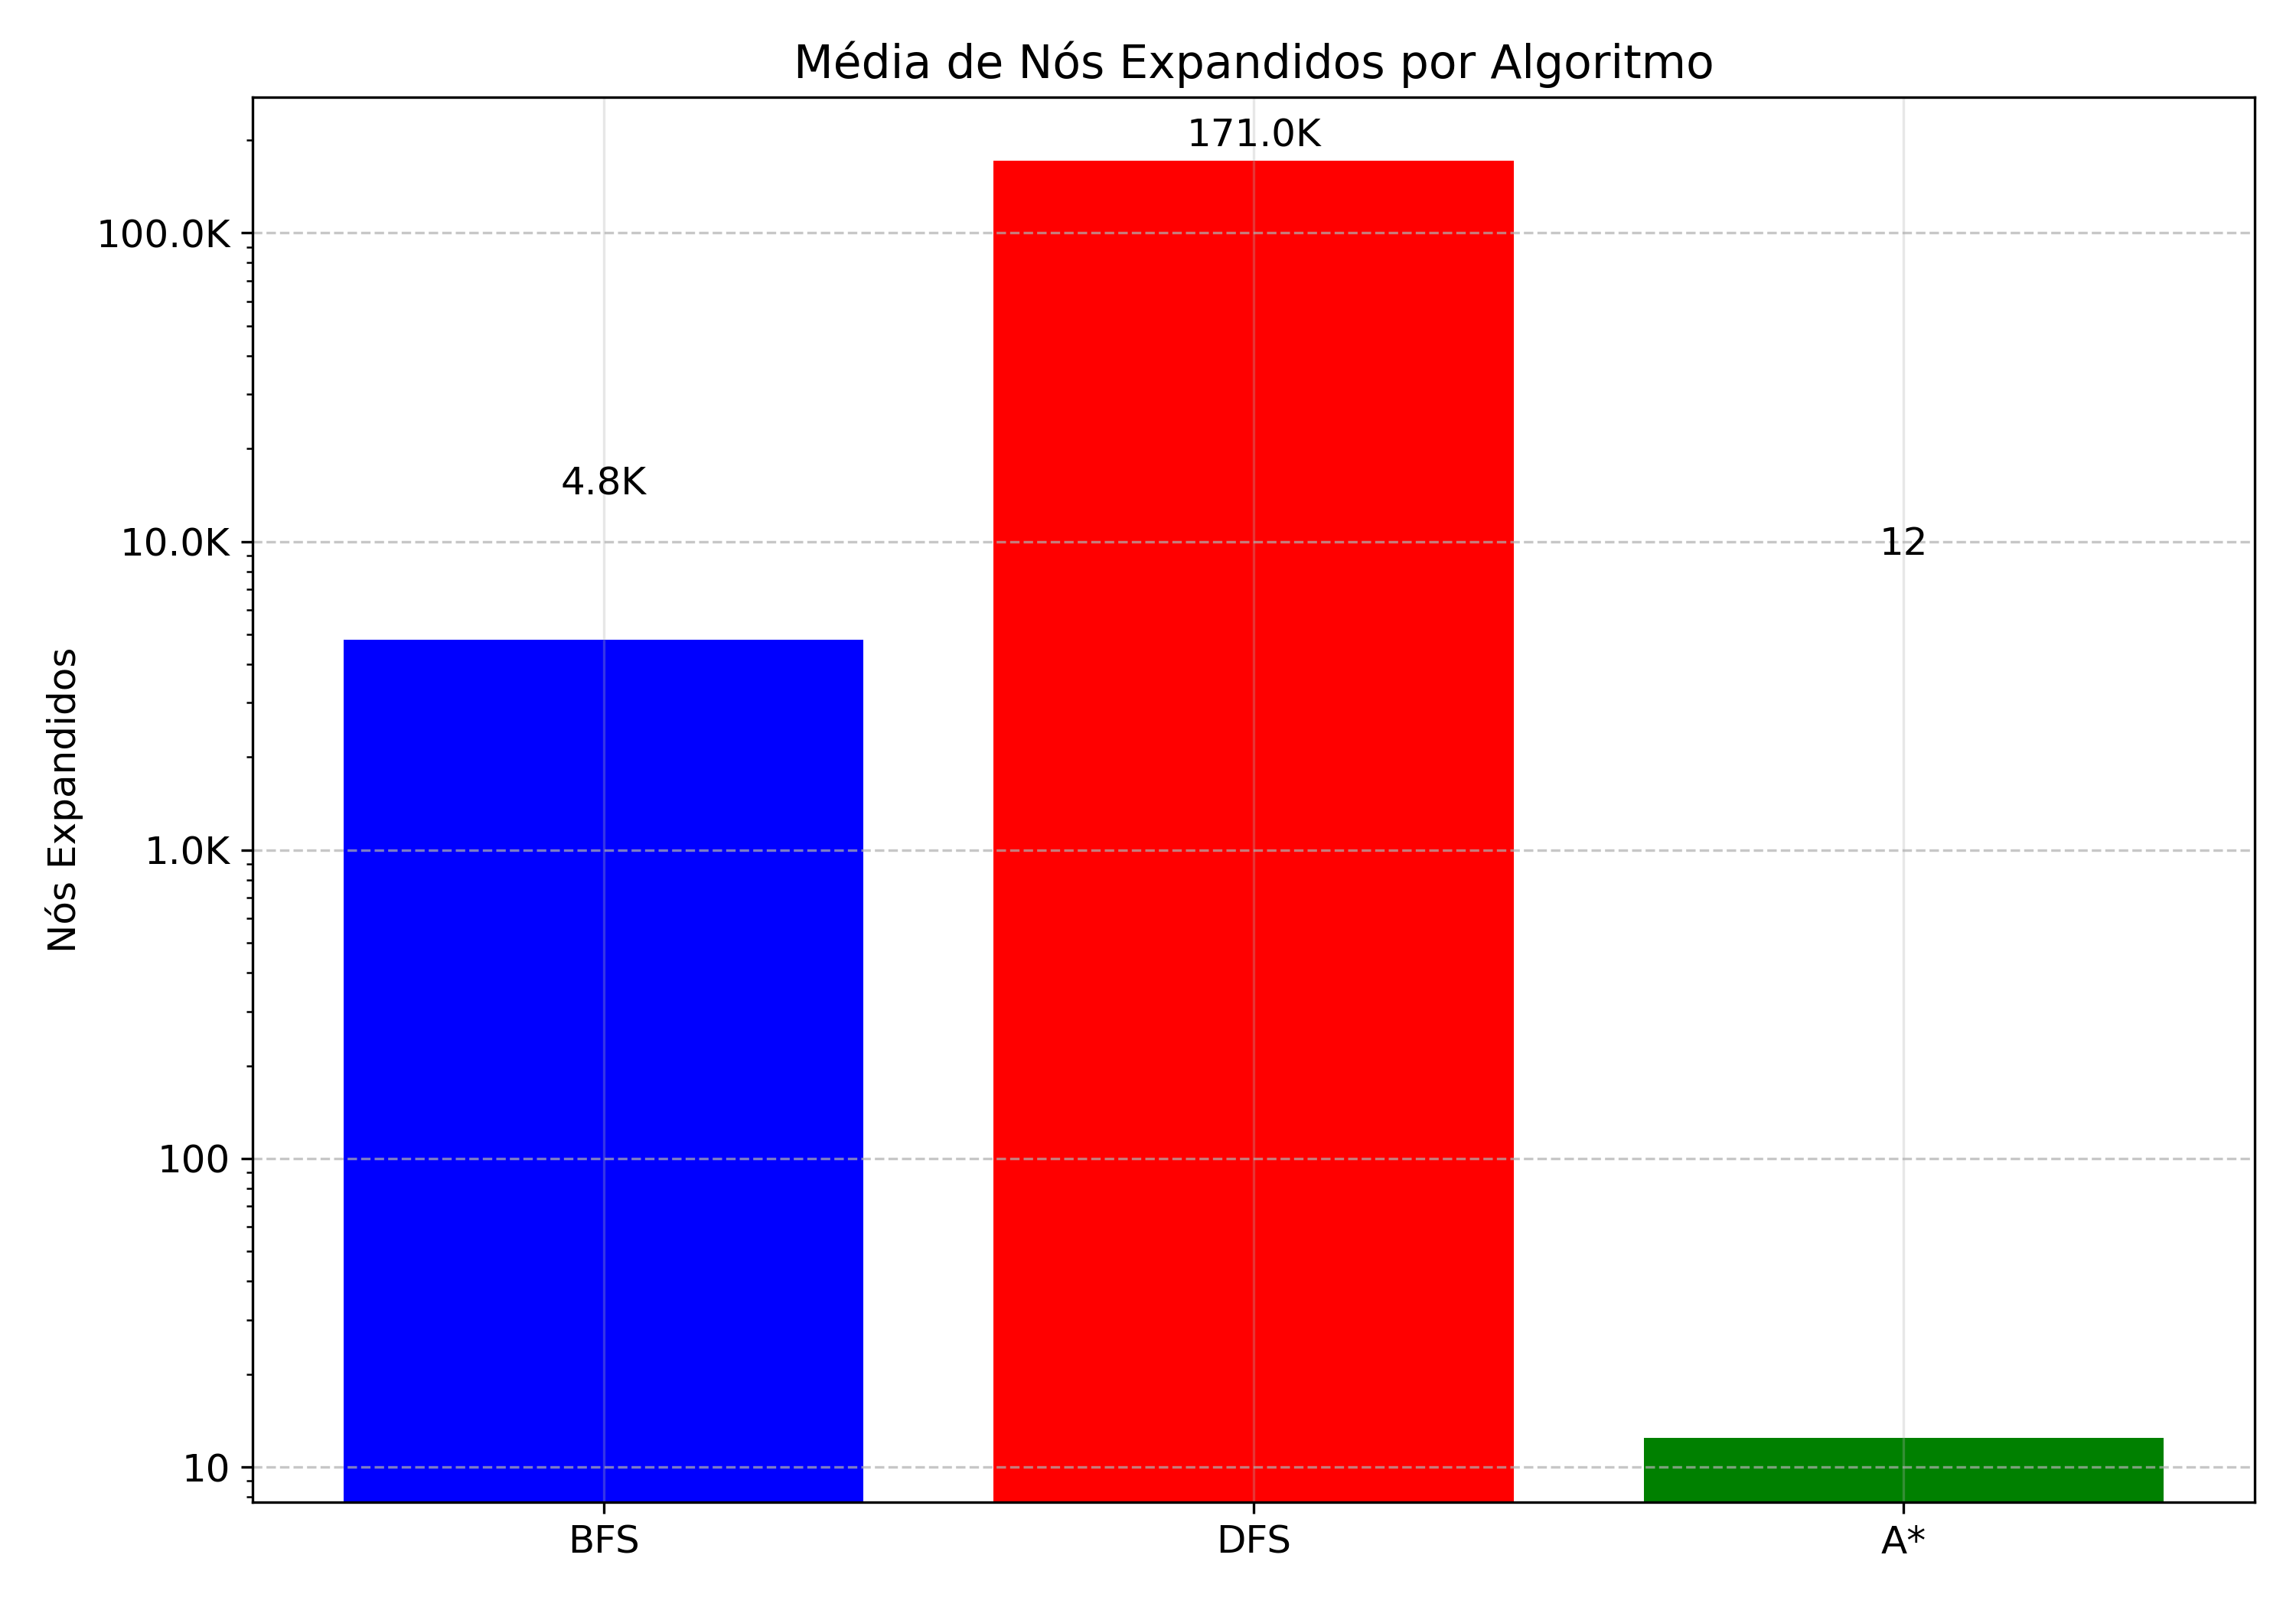 Média de Nós Expandidos por Algoritmo
171.0K
100.0K
4.8K
10.0K
12
Nós Expandidos
1.0K
100
10
BFS
DFS
A*